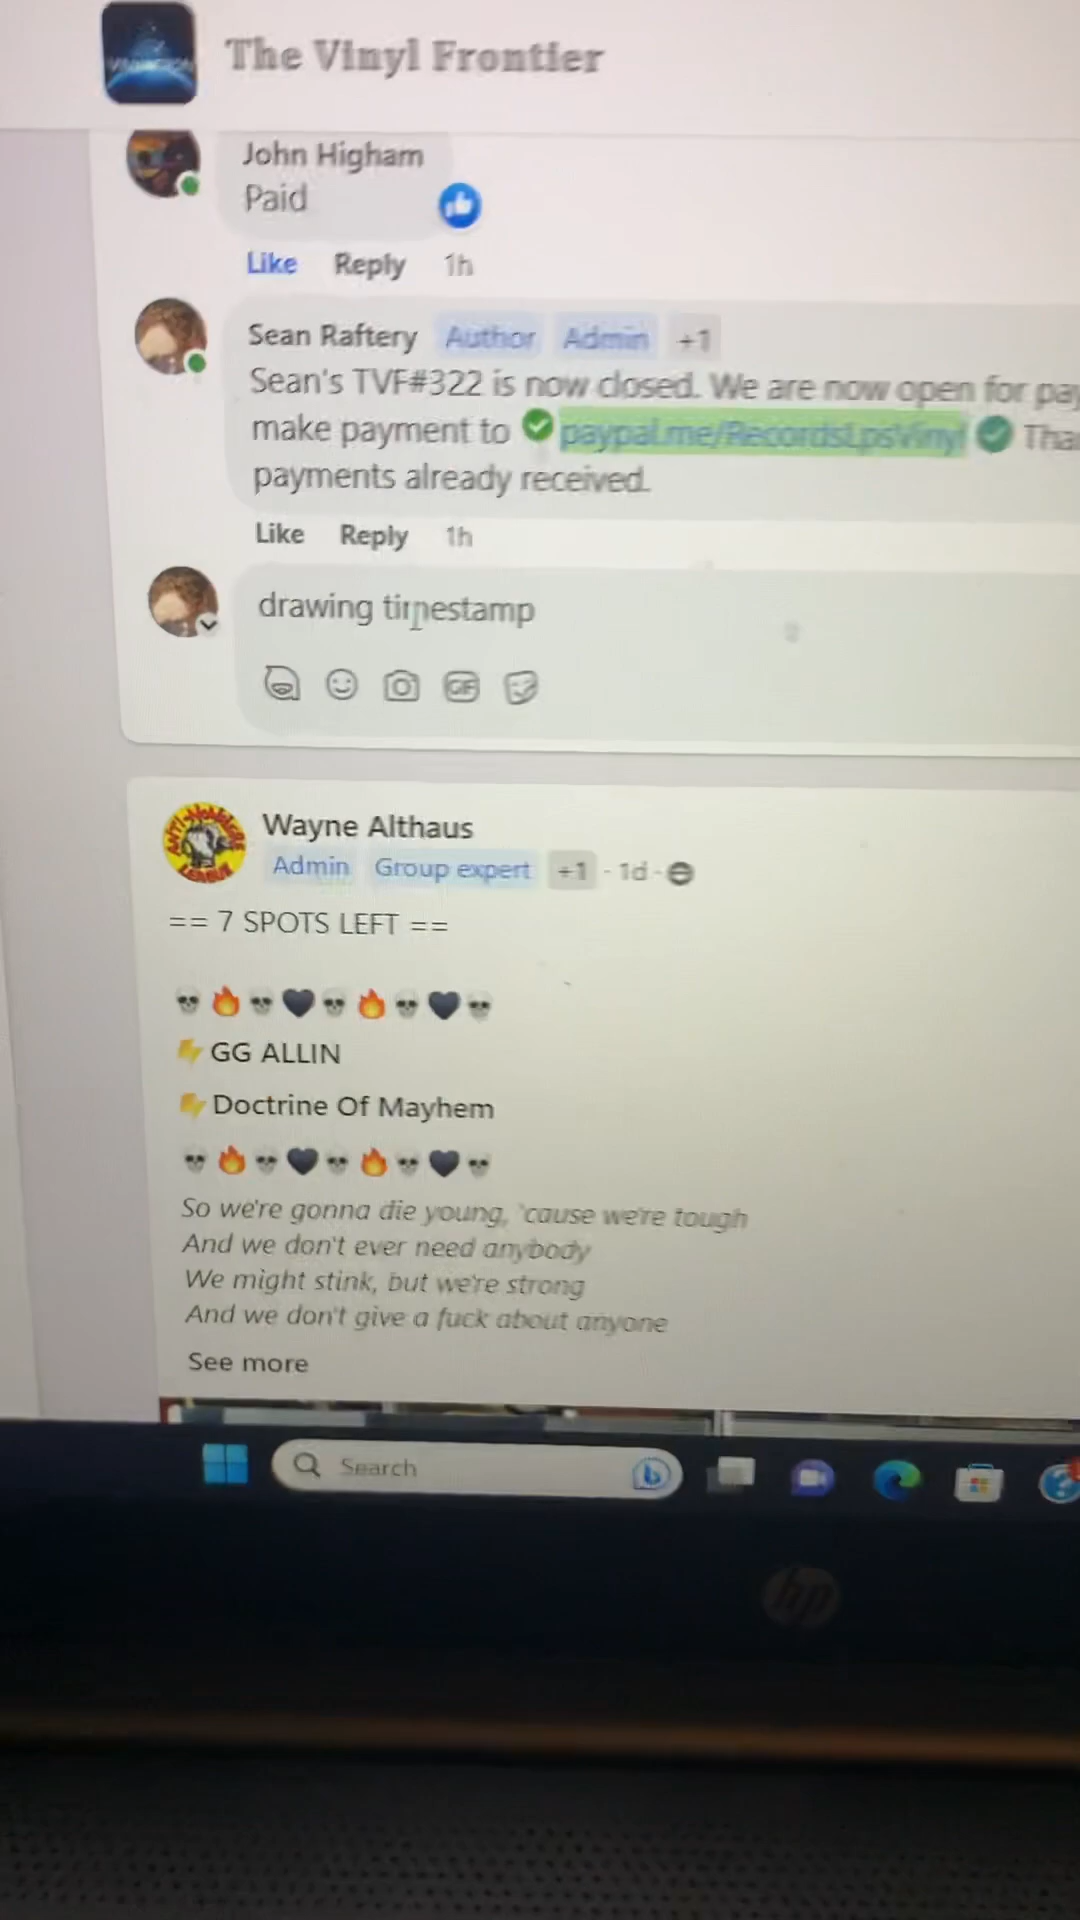 The Vinyl Frontier
John Higham
Paid
Like Reply 1h
Sean Raftery Author Admin +1
Sean's TVF#322 is now closed. We are now open for pay
make payment to paypal.me/RecordsLpsVinyl Tha
payments already received.
Like Reply 1h
drawing timestamp
GIF
Wayne Althaus
Admin Group expert +1 · 1d ·
== 7 SPOTS LEFT ==
GG ALLIN
Doctrine Of Mayhem
So we're gonna die young, 'cause we're tough
And we don't ever need anybody
We might stink, but we're strong
And we don't give a fuck about anyone
See more
Search
hp